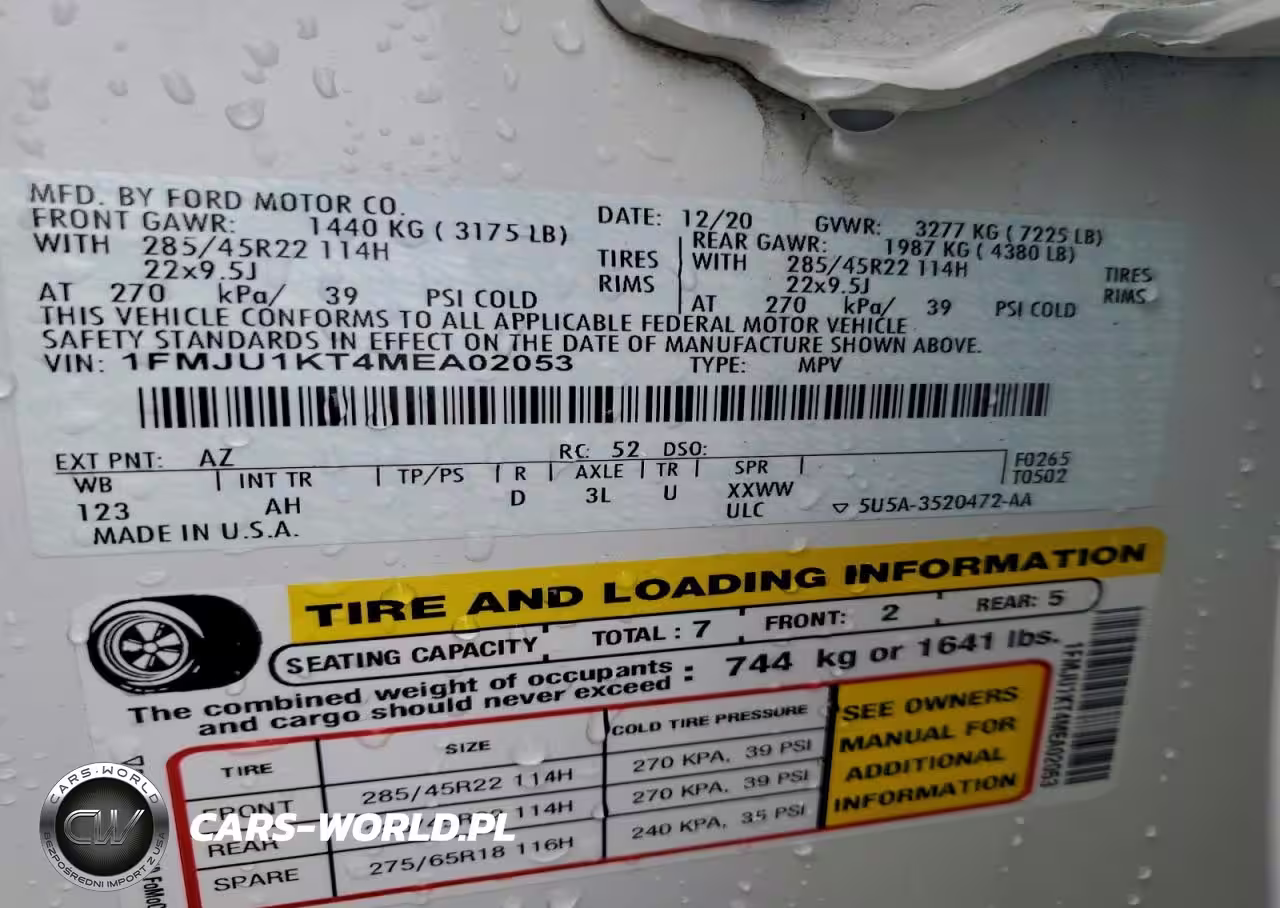 MFD. BY FORD MOTOR CO.
DATE: 12/20 GVWR: 3277 KG ( 7225 LB)
FRONT GAWR: 1440 KG ( 3175 LB)
REAR GAWR: 1987 KG ( 4380 LB)
WITH 285/45R22 114H TIRES
WITH 285/45R22 114H TIRES
22x9.5J RIMS
22x9.5J RIMS
AT 270 kPa/ 39 PSI COLD
AT 270 kPa/ 39 PSI COLD
THIS VEHICLE CONFORMS TO ALL APPLICABLE FEDERAL MOTOR VEHICLE
SAFETY STANDARDS IN EFFECT ON THE DATE OF MANUFACTURE SHOWN ABOVE.
VIN: 1FMJU1KT4MEA02053 TYPE: MPV
EXT PNT: AZ RC: 52 DSO:
WB INT TR TP/PS R AXLE TR SPR F0265
T0502
123 AH D 3L U XXWW
ULC ▽ 5U5A-3520472-AA
MADE IN U.S.A.
TIRE AND LOADING INFORMATION
SEATING CAPACITY TOTAL : 7 FRONT: 2 REAR: 5
The combined weight of occupants
and cargo should never exceed : 744 kg or 1641 lbs.
TIRE SIZE COLD TIRE PRESSURE
FRONT 285/45R22 114H 270 KPA, 39 PSI
REAR 114H 270 KPA, 39 PSI
SPARE 275/65R18 116H 240 KPA, 35 PSI
SEE OWNERS
MANUAL FOR
ADDITIONAL
INFORMATION
1FMJU1KT4MEA02053
CARS-WORLD
CW
BEZPOŚREDNI IMPORT Z USA
CARS-WORLD.PL
FoMoC